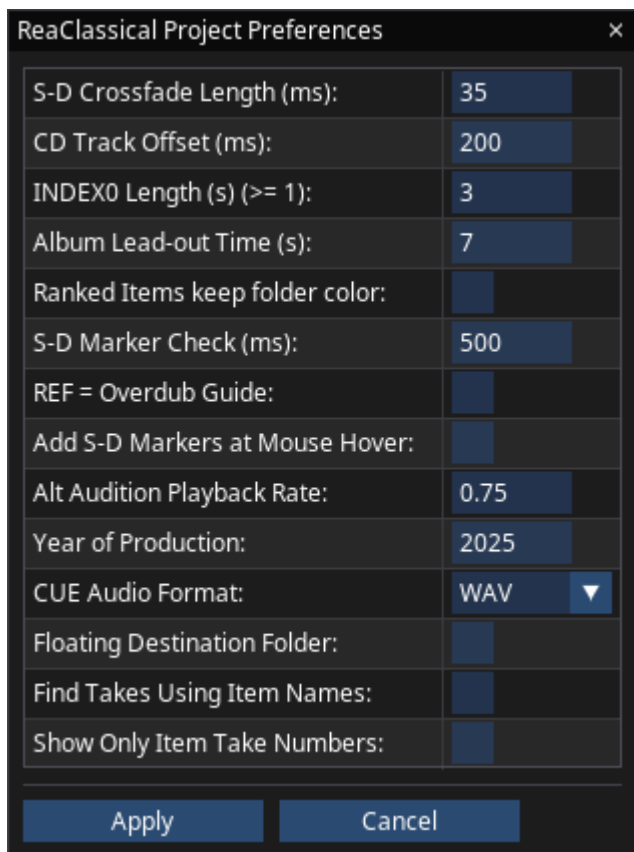 ReaClassical Project Preferences ×
S-D Crossfade Length (ms): 35
CD Track Offset (ms): 200
INDEX0 Length (s) (>= 1): 3
Album Lead-out Time (s): 7
Ranked Items keep folder color:
S-D Marker Check (ms): 500
REF = Overdub Guide:
Add S-D Markers at Mouse Hover:
Alt Audition Playback Rate: 0.75
Year of Production: 2025
CUE Audio Format: WAV
Floating Destination Folder:
Find Takes Using Item Names:
Show Only Item Take Numbers:
Apply Cancel